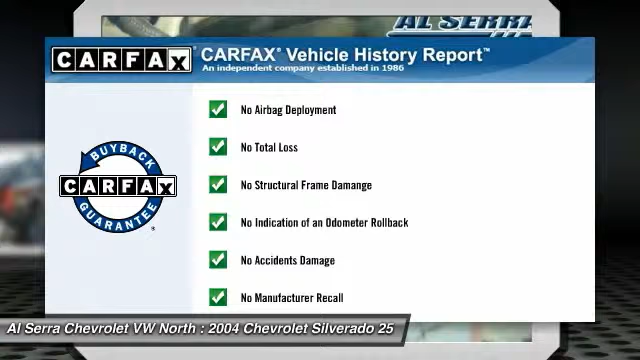 AL SERRA
CARFAX
CARFAX® Vehicle History Report™
An independent company established in 1986
No Airbag Deployment
No Total Loss
BUYBACK
CARFAX
GUARANTEE
No Structural Frame Damange
No Indication of an Odometer Rollback
No Accidents Damage
No Manufacturer Recall
Al Serra Chevrolet VW North : 2004 Chevrolet Silverado 25